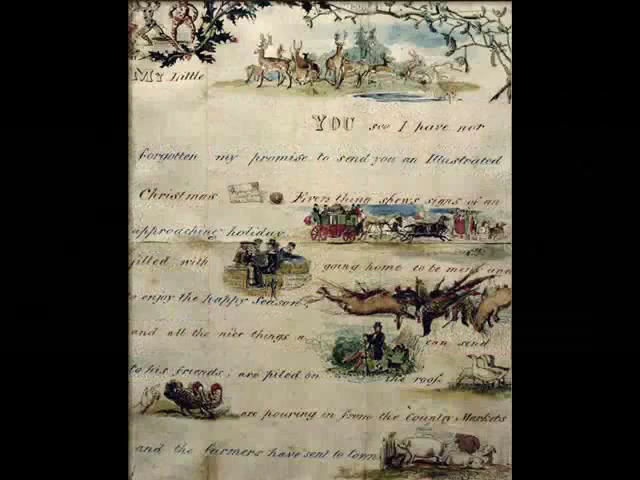 My Little
YOU see I have not
forgotten my promise to send you an Illustrated
Christmas Every thing shews signs of an
approaching holiday
filled with going home to be merry and
to enjoy the happy Season,
and all the nice things a can send
to his friends, are piled on the roof.
are pouring in from the Country Markets
and the farmers have sent to town